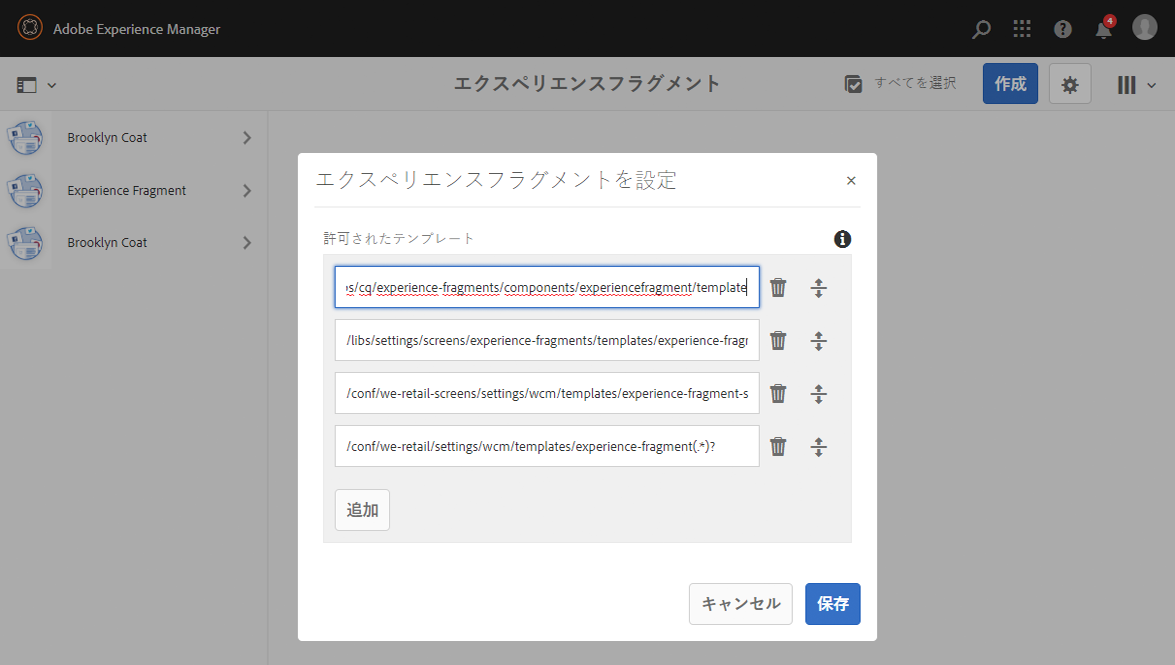 Adobe Experience Manager
4
エクスペリエンスフラグメント
すべてを選択
作成
Brooklyn Coat
Experience Fragment
Brooklyn Coat
エクスペリエンスフラグメントを設定
許可されたテンプレート
s/cq/experience-fragments/components/experiencefragment/template
/libs/settings/screens/experience-fragments/templates/experience-fragr
/conf/we-retail-screens/settings/wcm/templates/experience-fragment-s
/conf/we-retail/settings/wcm/templates/experience-fragment(.*)?
追加
キャンセル
保存